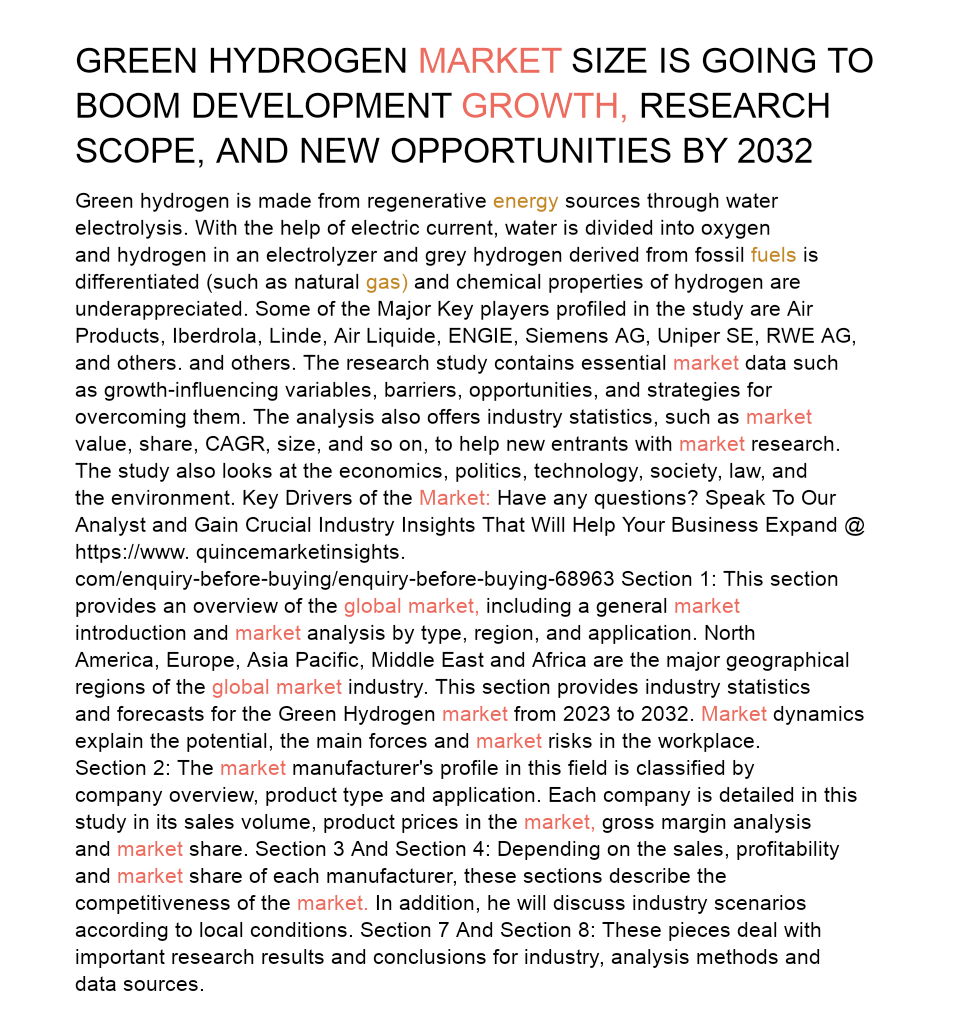 GREEN HYDROGEN MARKET SIZE IS GOING TO
BOOM DEVELOPMENT GROWTH, RESEARCH
SCOPE, AND NEW OPPORTUNITIES BY 2032
Green hydrogen is made from regenerative energy sources through water
electrolysis. With the help of electric current, water is divided into oxygen
and hydrogen in an electrolyzer and grey hydrogen derived from fossil fuels is
differentiated (such as natural gas) and chemical properties of hydrogen are
underappreciated. Some of the Major Key players profiled in the study are Air
Products, Iberdrola, Linde, Air Liquide, ENGIE, Siemens AG, Uniper SE, RWE AG,
and others. and others. The research study contains essential market data such
as growth-influencing variables, barriers, opportunities, and strategies for
overcoming them. The analysis also offers industry statistics, such as market
value, share, CAGR, size, and so on, to help new entrants with market research.
The study also looks at the economics, politics, technology, society, law, and
the environment. Key Drivers of the Market: Have any questions? Speak To Our
Analyst and Gain Crucial Industry Insights That Will Help Your Business Expand @
https://www. quincemarketinsights.
com/enquiry-before-buying/enquiry-before-buying-68963 Section 1: This section
provides an overview of the global market, including a general market
introduction and market analysis by type, region, and application. North
America, Europe, Asia Pacific, Middle East and Africa are the major geographical
regions of the global market industry. This section provides industry statistics
and forecasts for the Green Hydrogen market from 2023 to 2032. Market dynamics
explain the potential, the main forces and market risks in the workplace.
Section 2: The market manufacturer's profile in this field is classified by
company overview, product type and application. Each company is detailed in this
study in its sales volume, product prices in the market, gross margin analysis
and market share. Section 3 And Section 4: Depending on the sales, profitability
and market share of each manufacturer, these sections describe the
competitiveness of the market. In addition, he will discuss industry scenarios
according to local conditions. Section 7 And Section 8: These pieces deal with
important research results and conclusions for industry, analysis methods and
data sources.